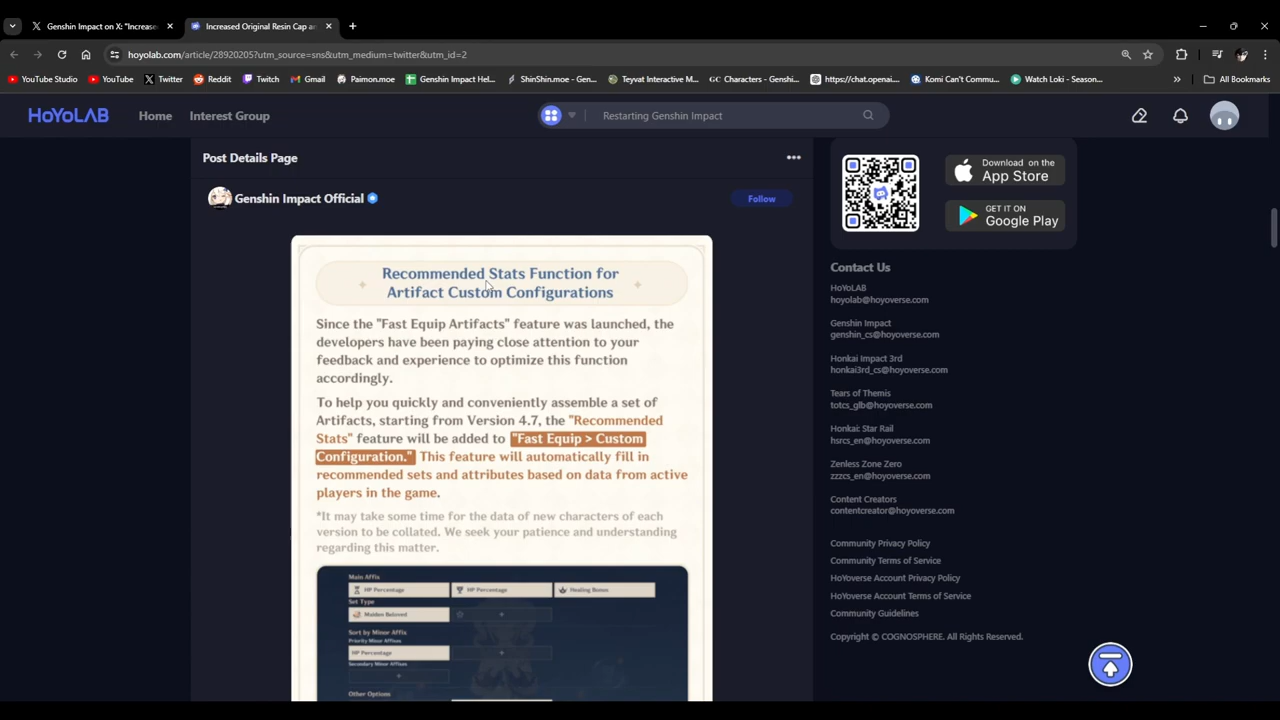 Genshin Impact on X: "Increase
Increased Original Resin Cap an
hoyolab.com/article/28920205?utm_source=sns&utm_medium=twitter&utm_id=2
YouTube Studio
YouTube
Twitter
Reddit
Twitch
Gmail
Paimon.moe
Genshin Impact Hel...
ShinShin.moe - Gen...
Teyvat Interactive M...
GC Characters - Genshi...
https://chat.openai....
Komi Can't Commu...
Watch Loki - Season...
All Bookmarks
HoYoLAB
Home
Interest Group
Restarting Genshin Impact
Post Details Page
Genshin Impact Official
Follow
Recommended Stats Function for
Artifact Custom Configurations
Since the "Fast Equip Artifacts" feature was launched, the
developers have been paying close attention to your
feedback and experience to optimize this function
accordingly.
To help you quickly and conveniently assemble a set of
Artifacts, starting from Version 4.7, the "Recommended
Stats" feature will be added to "Fast Equip > Custom
Configuration." This feature will automatically fill in
recommended sets and attributes based on data from active
players in the game.
*It may take some time for the data of new characters of each
version to be collated. We seek your patience and understanding
regarding this matter.
Main Affix
HP Percentage
HP Percentage
Healing Bonus
Set Type
Maiden Beloved
Sort by Minor Affix
Priority Minor Affixes
HP Percentage
Secondary Minor Affixes
Other Options
Download on the
App Store
GET IT ON
Google Play
Contact Us
HoYoLAB
hoyolab@hoyoverse.com
Genshin Impact
genshin_cs@hoyoverse.com
Honkai Impact 3rd
honkai3rd_cs@hoyoverse.com
Tears of Themis
totcs_glb@hoyoverse.com
Honkai: Star Rail
hsrcs_en@hoyoverse.com
Zenless Zone Zero
zzzcs_en@hoyoverse.com
Content Creators
contentcreator@hoyoverse.com
Community Privacy Policy
Community Terms of Service
HoYoverse Account Privacy Policy
HoYoverse Account Terms of Service
Community Guidelines
Copyright © COGNOSPHERE. All Rights Reserved.